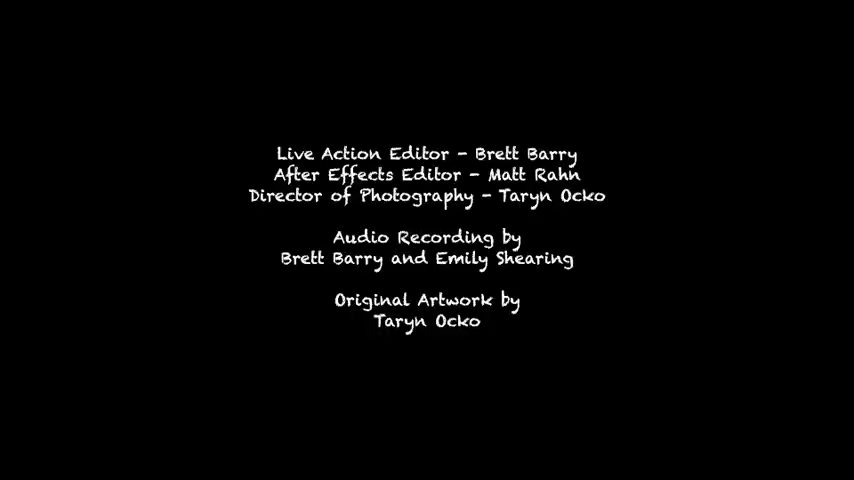 Live Action Editor - Brett Barry
After Effects Editor - Matt Rahn
Director of Photography - Taryn Ocko
Audio Recording by
Brett Barry and Emily Shearing
Original Artwork by
Taryn Ocko